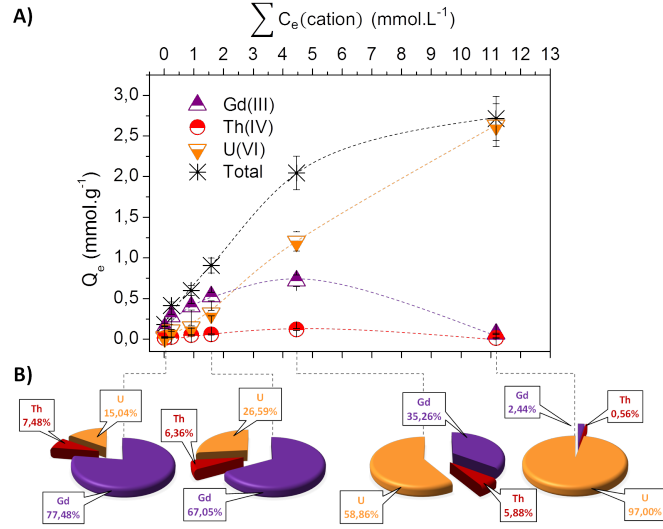 A)
∑ Cₑ(cation) (mmol.L⁻¹)
0 1 2 3 4 5 6 7 8 9 10 11 12 13
Qₑ (mmol.g⁻¹)
3,0
2,5
2,0
1,5
1,0
0,5
0,0
Gd(III)
Th(IV)
U(VI)
Total
B)
Th
7,48%
U
15,04%
Gd
77,48%
Th
6,36%
U
26,59%
Gd
67,05%
Gd
35,26%
U
58,86%
Th
5,88%
Gd
2,44%
Th
0,56%
U
97,00%